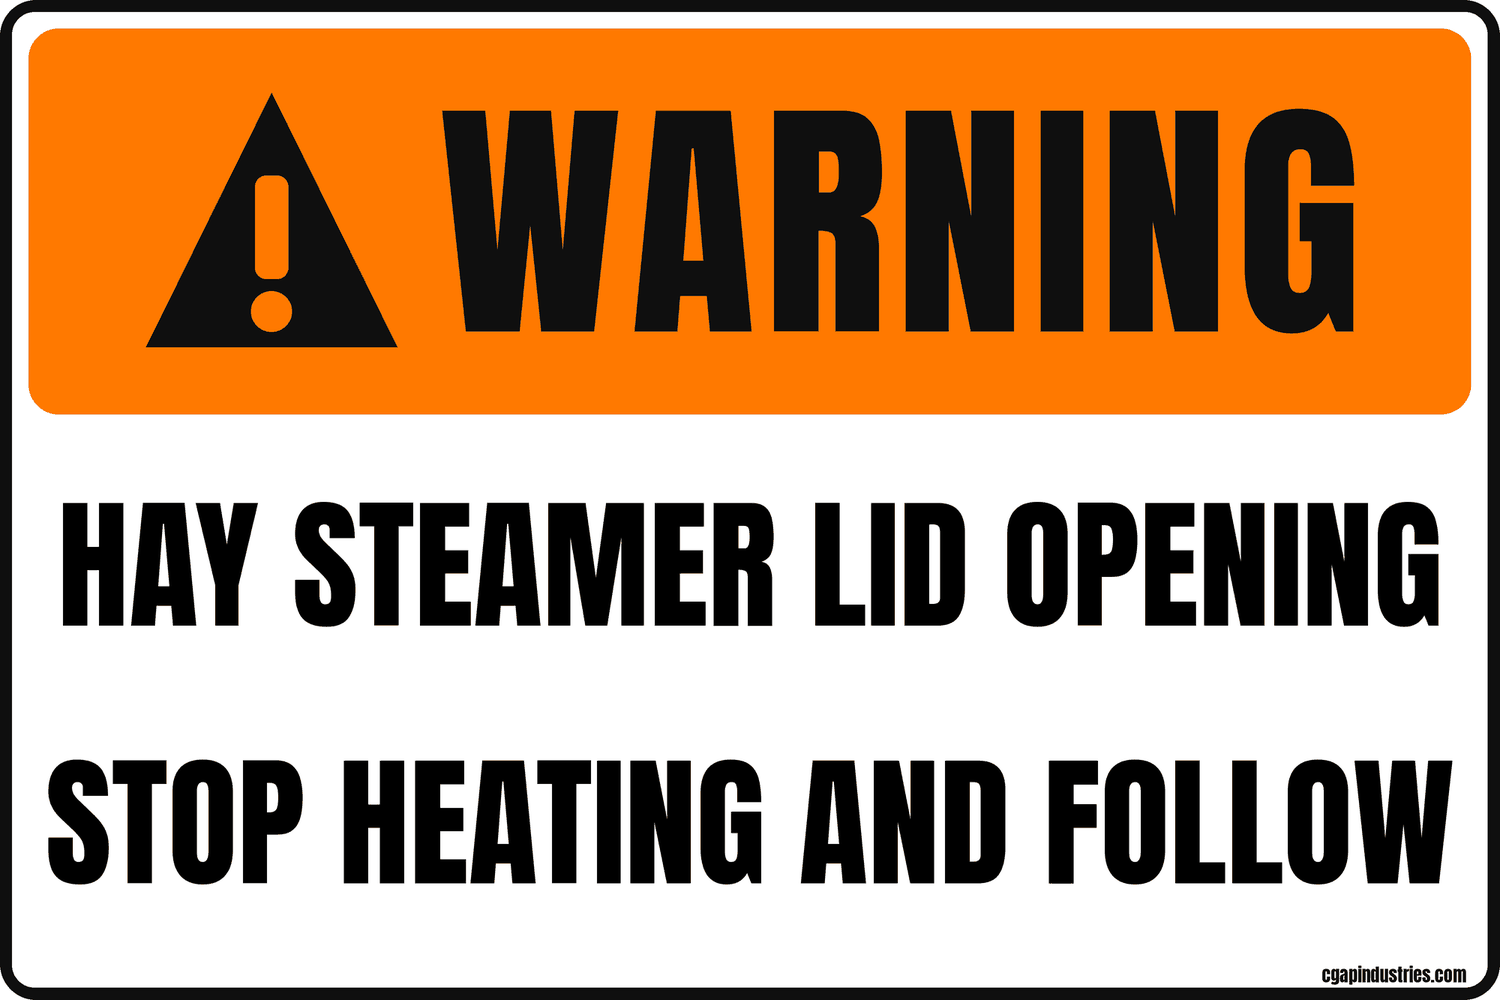 WARNING
HAY STEAMER LID OPENING
STOP HEATING AND FOLLOW
cgapindustries.com